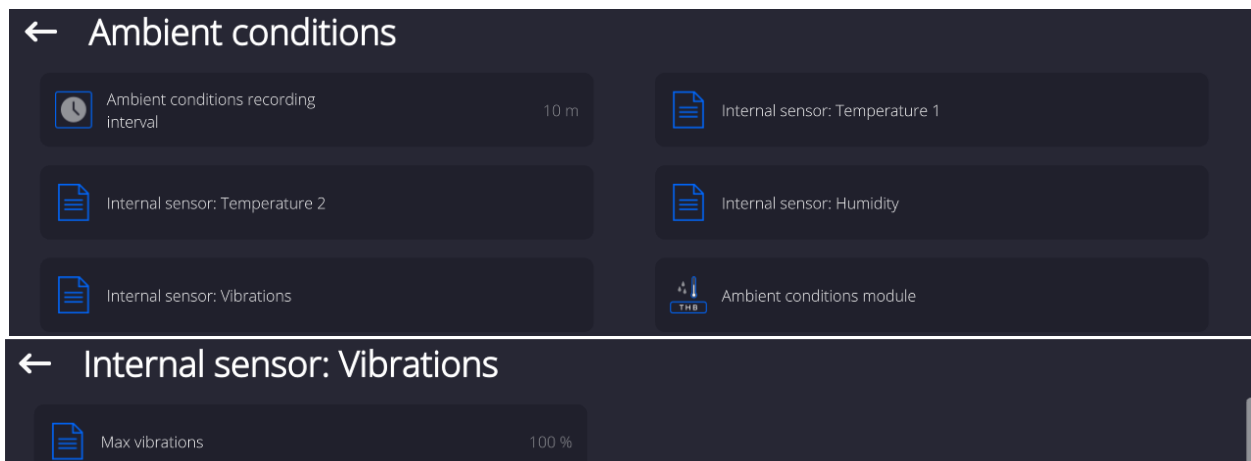 Ambient conditions
Ambient conditions recording
interval
10 m
Internal sensor: Temperature 1
Internal sensor: Temperature 2
Internal sensor: Humidity
Internal sensor: Vibrations
THB
Ambient conditions module
Internal sensor: Vibrations
Max vibrations
100 %